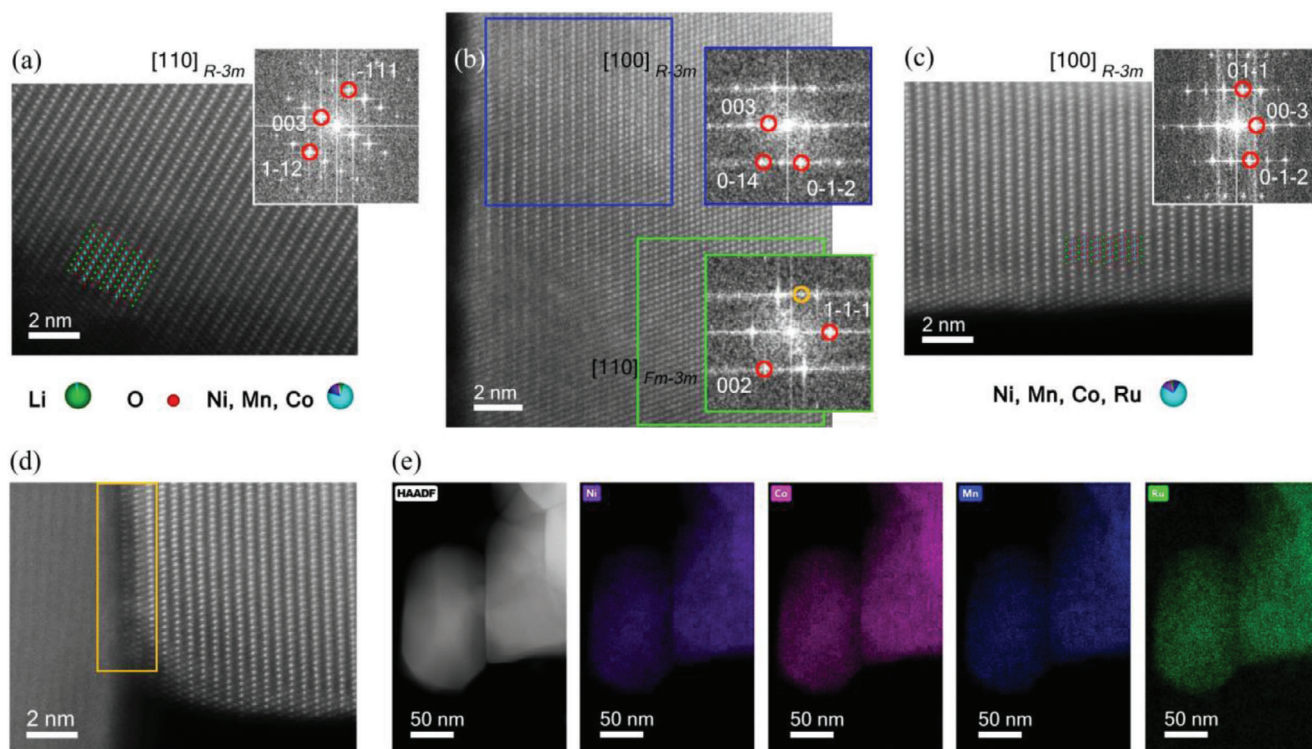 (a)
[110] R-3m
-111
003
1-12
2 nm
Li
O
Ni, Mn, Co
(b)
[100] R-3m
003
0-14
0-1-2
1-1-1
002
[110] Fm-3m
2 nm
(c)
[100] R-3m
01-1
00-3
0-1-2
2 nm
Ni, Mn, Co, Ru
(d)
2 nm
(e)
HAADF
50 nm
Ni
50 nm
Co
50 nm
Mn
50 nm
Ru
50 nm